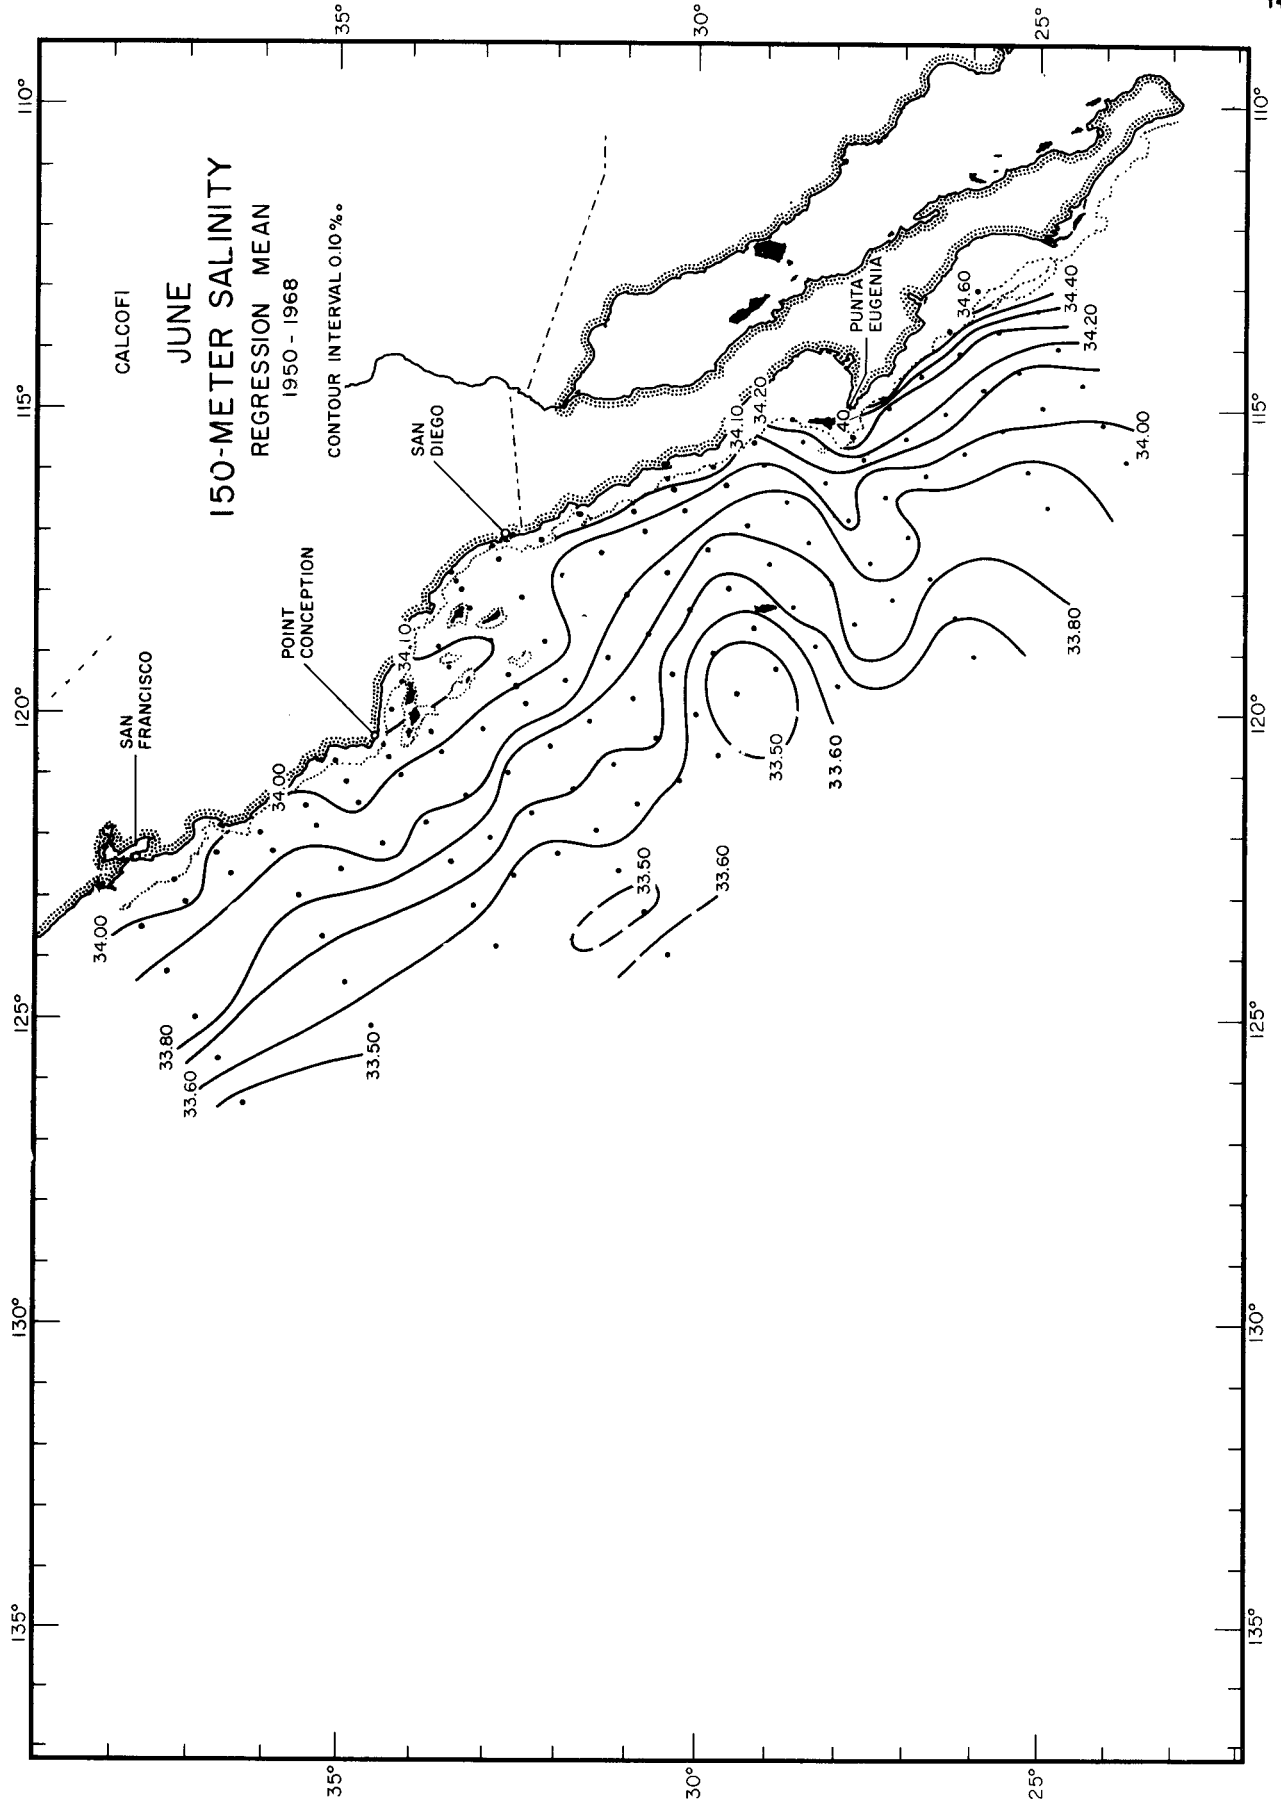 CALCOFI
JUNE
150-METER SALINITY
REGRESSION MEAN
1950-1968
CONTOUR INTERVAL 0.10‰
SAN
FRANCISCO
POINT
CONCEPTION
SAN
DIEGO
PUNTA
EUGENIA
34.00
33.80
33.60
33.50
34.00
34.10
34.10
34.20
40
34.60
34.40
34.20
34.00
33.80
33.60
33.50
33.50
33.60
135°
130°
125°
120°
115°
110°
135°
130°
125°
120°
115°
110°
35°
30°
25°
35°
30°
25°